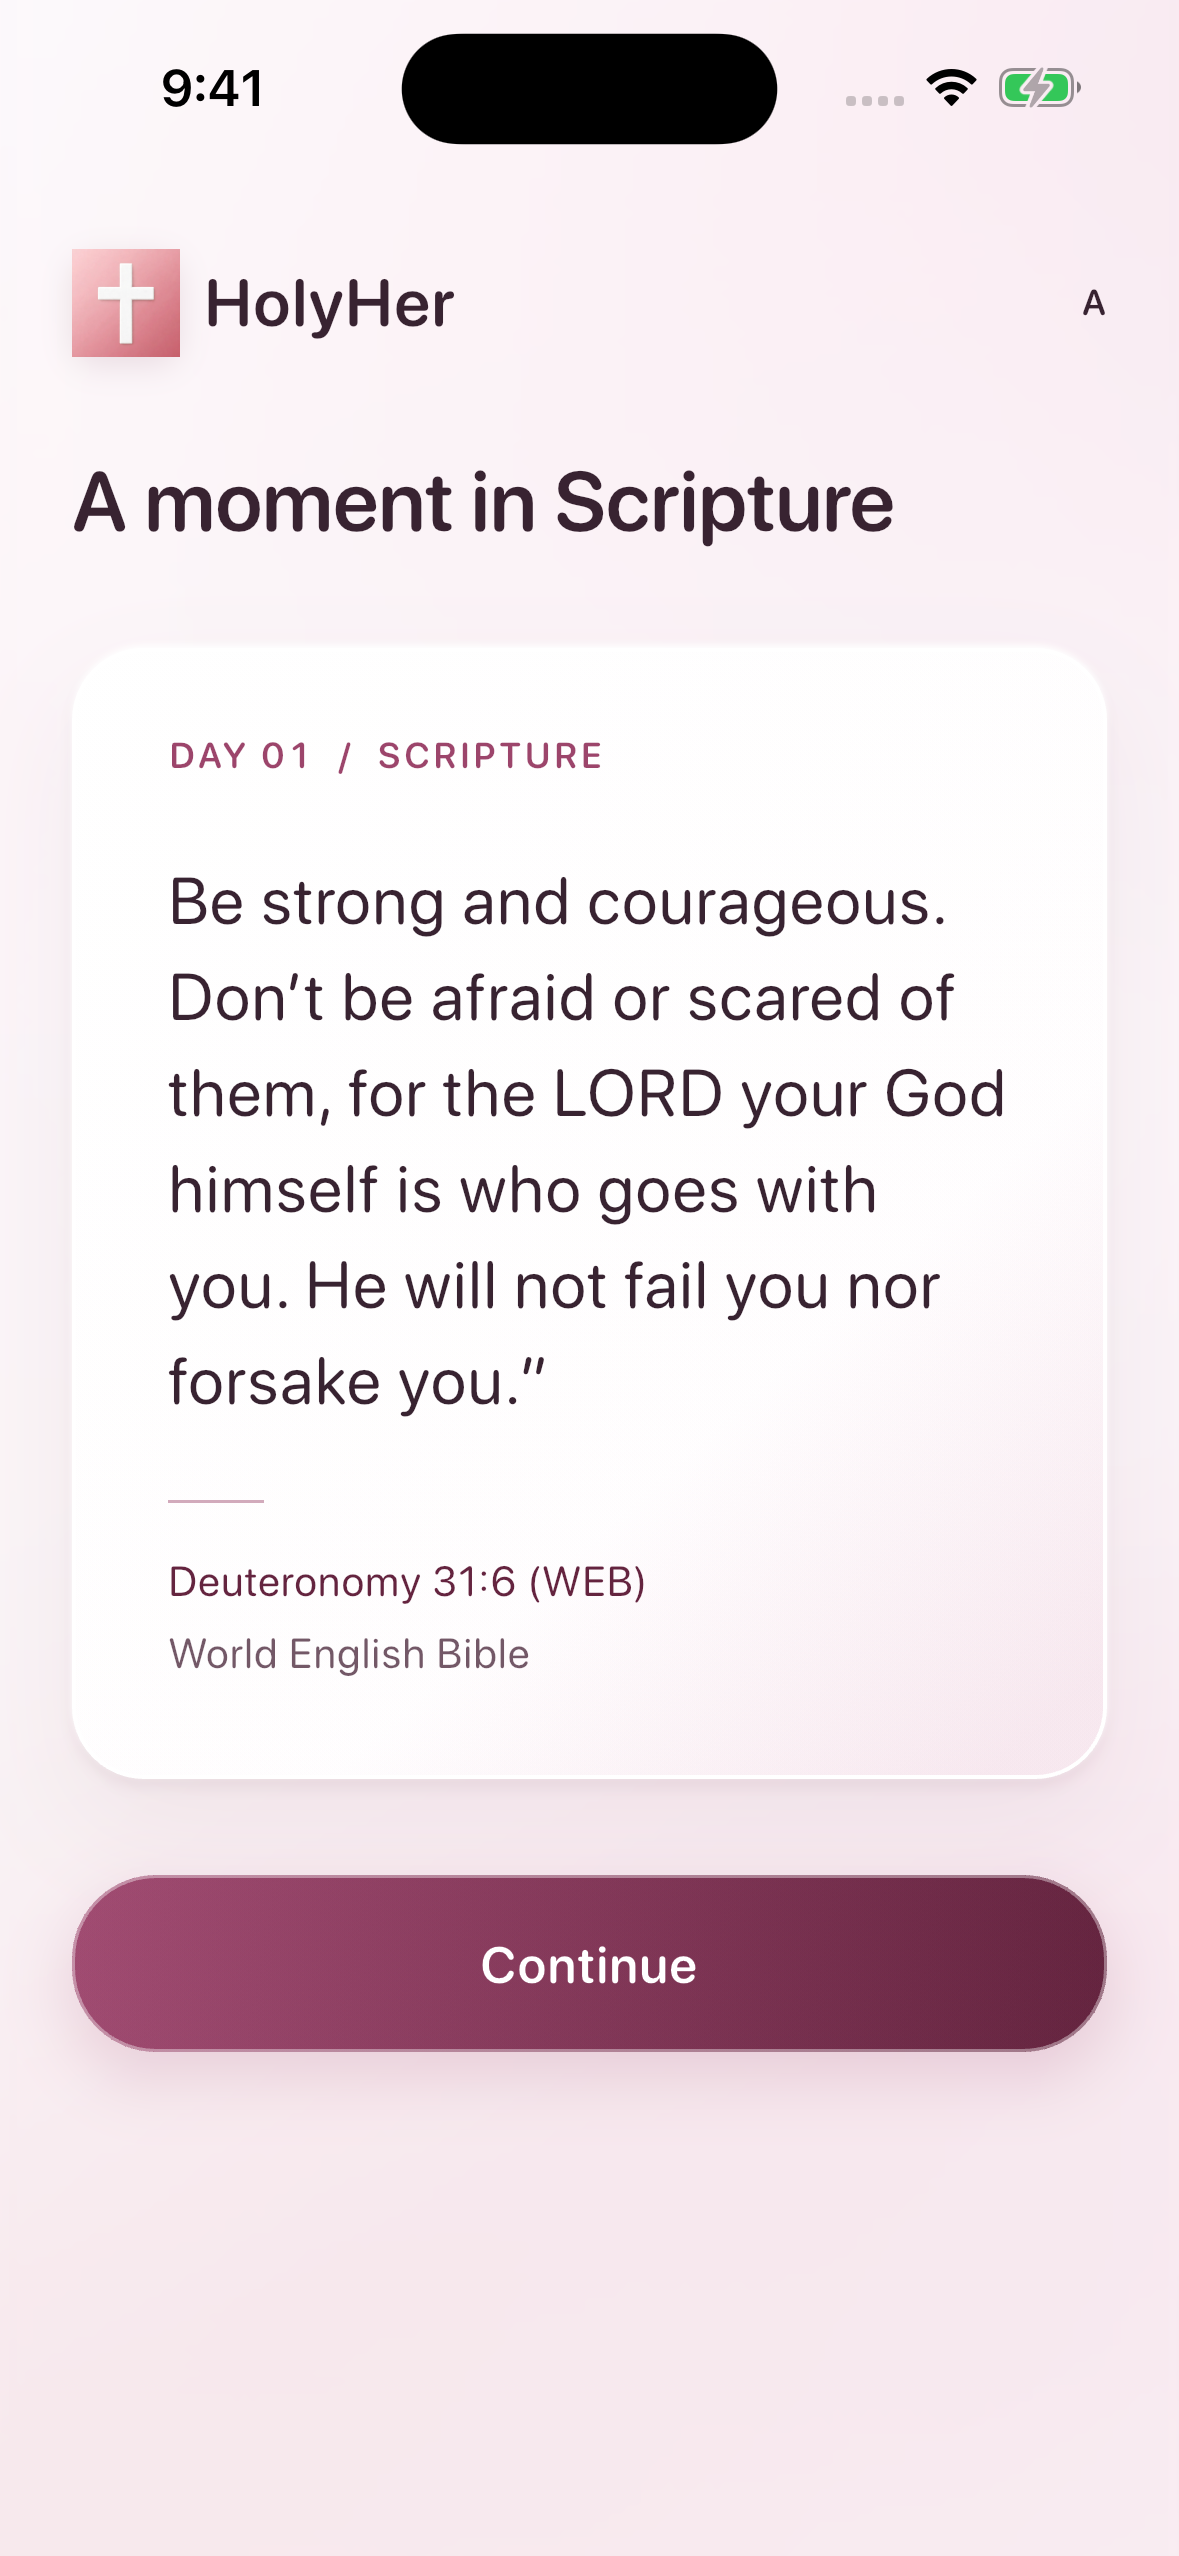 9:41
HolyHer
A
A moment in Scripture
DAY 01 / SCRIPTURE
Be strong and courageous.
Don’t be afraid or scared of
them, for the LORD your God
himself is who goes with
you. He will not fail you nor
forsake you.”
Deuteronomy 31:6 (WEB)
World English Bible
Continue